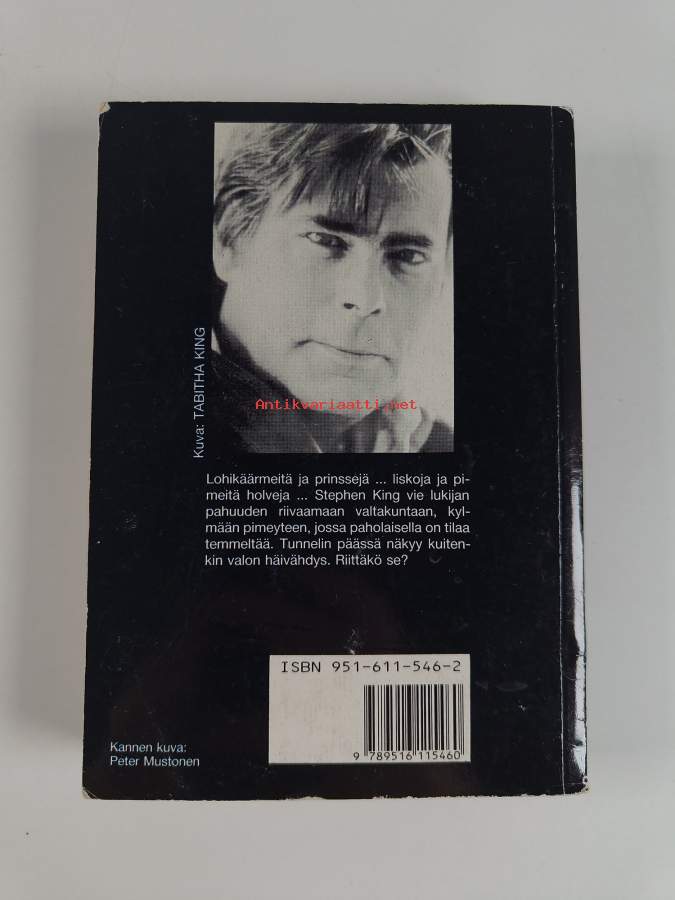 Kuva: TABITHA KING
Antikvariaatti.net
Lohikäärmeitä ja prinssejä ... liskoja ja pi-
meitä holveja ... Stephen King vie lukijan
pahuuden riivaamaan valtakuntaan, kyl-
mään pimeyteen, jossa paholaisella on tilaa
temmeltää. Tunnelin päässä näkyy kuiten-
kin valon häivähdys. Riittäkö se?
ISBN 951-611-546-2
9 789516 115460
Kannen kuva:
Peter Mustonen